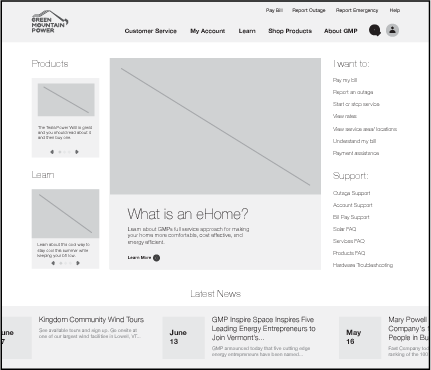 Pay Bill Report Outage Report Emergency Help
GREEN
MOUNTAIN
POWER
Customer Service My Account Learn Shop Products About GMP
Products
I want to:
Pay my bill
Report an outage
Start or stop service
View rates
View service area/ locations
Understand my bill
Payment assistance
The Tesla Power Wall is great
and you should read about it
and then buy one.
Learn
Support:
Outage Support
Account Support
Bill Pay Support
Solar FAQ
Services FAQ
Products FAQ
Hardware Troubleshooting
What is an eHome?
Learn about GMP's full service approach for making
your home more comfortable, cost effective, and
energy efficient.
Learn More
Learn about this cool way to
stay cool this summer while
keeping your bill low.
Latest News
une
7
Kingdom Community Wind Tours
See available tours and sign up. Go onsite at
one of our largest wind facilities in Lowell, VT...
June
13
GMP Inspire Space Inspires Five
Leading Energy Entrepreneurs to
Join Vermont's...
GMP announced today that five cutting edge
energy entrepreneurs have been named...
May
16
Mary Powell
Company's
People in Bu
Fast Company
ranking of the 100